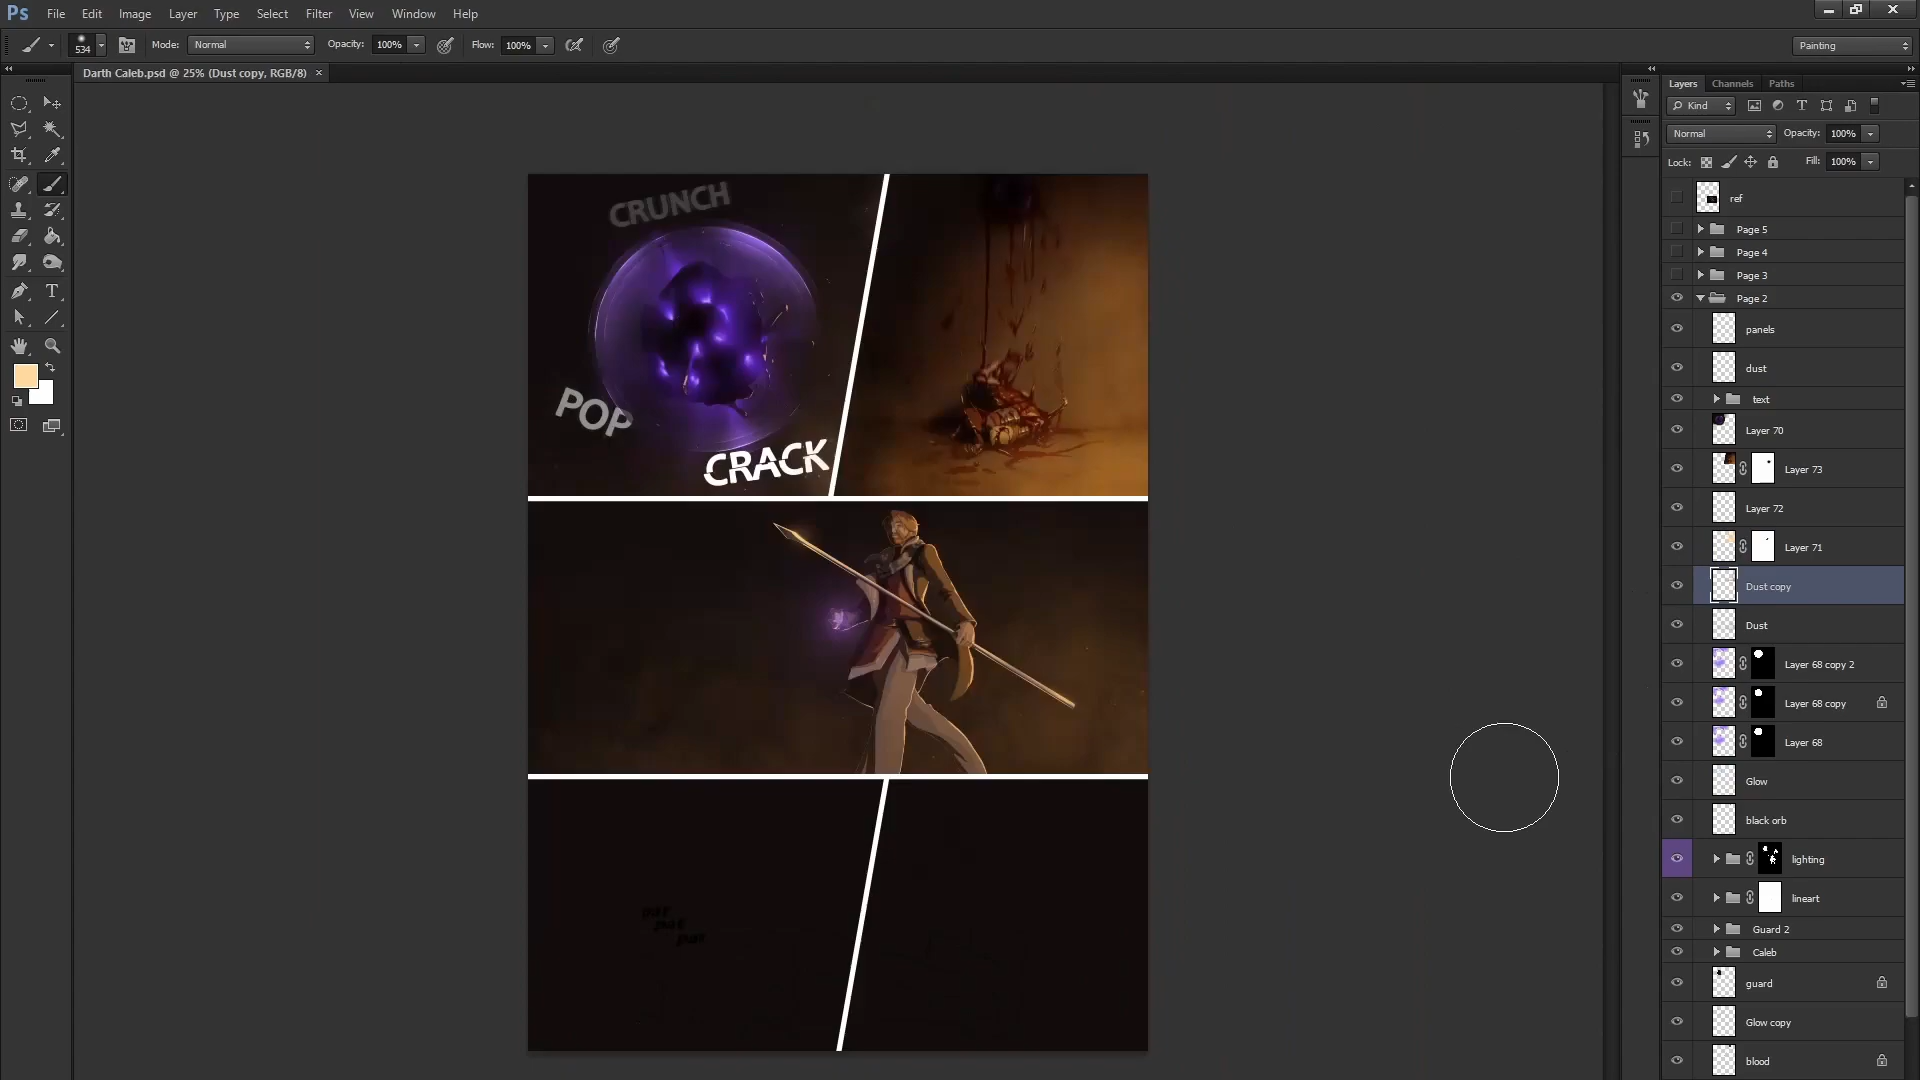 Ps File Edit Image Layer Type Select Filter View Window Help
534 Mode: Normal Opacity: 100% Flow: 100% Painting
Darth Caleb.psd @ 25% (Dust copy, RGB/8) ×
Layers Channels Paths
Kind
Normal Opacity: 100%
Lock: Fill: 100%
ref
Page 5
Page 4
Page 3
Page 2
panels
dust
text
Layer 70
Layer 73
Layer 72
Layer 71
Dust copy
Dust
Layer 68 copy 2
Layer 68 copy
Layer 68
Glow
black orb
lighting
lineart
Guard 2
Caleb
guard
Glow copy
blood
CRUNCH
POP
CRACK
pat
pat
pat